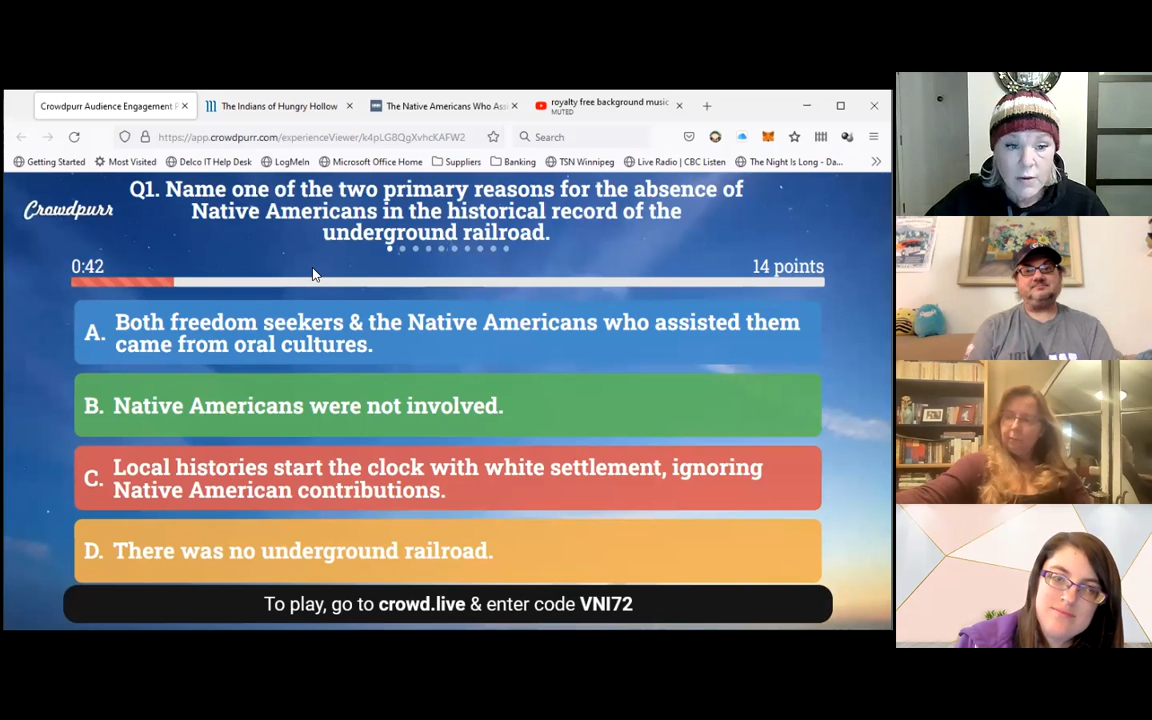 Crowdpurr Audience Engagement P
The Indians of Hungry Hollow
The Native Americans Who Ass
royalty free background music
MUTED
https://app.crowdpurr.com/experienceViewer/k4pLG8QgXvhcKAFW2
Search
Getting Started
Most Visited
Delco IT Help Desk
LogMeIn
Microsoft Office Home
Suppliers
Banking
TSN Winnipeg
Live Radio | CBC Listen
The Night Is Long - Da...
Crowdpurr
Q1. Name one of the two primary reasons for the absence of
Native Americans in the historical record of the
underground railroad.
0:42
14 points
A. Both freedom seekers & the Native Americans who assisted them
came from oral cultures.
B. Native Americans were not involved.
C. Local histories start the clock with white settlement, ignoring
Native American contributions.
D. There was no underground railroad.
To play, go to crowd.live & enter code VNI72